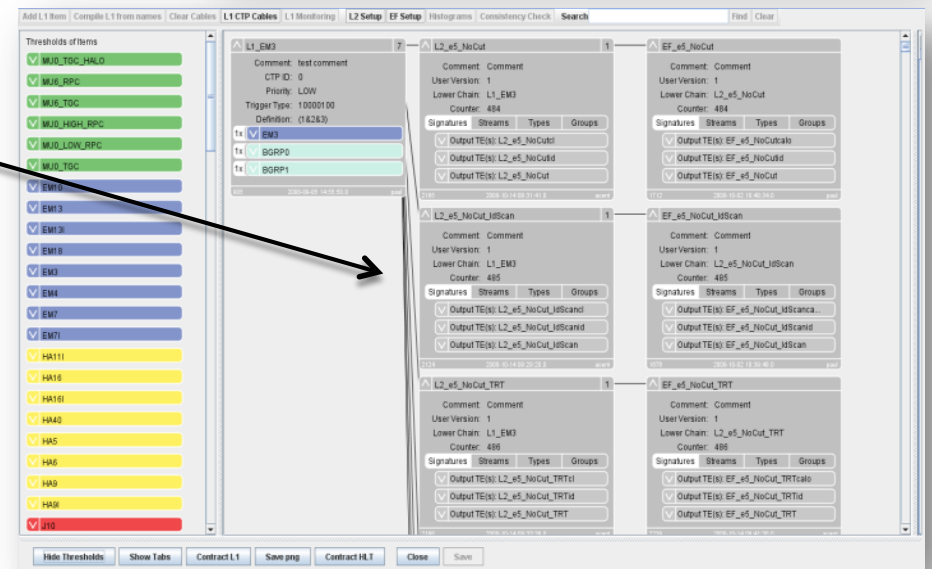 Add L1 Item Compile L1 from names Clear Cables L1 CTP Cables L1 Monitoring L2 Setup EF Setup Histograms Consistency Check Search Find Clear
Thresholds of Items
MU0_TGC_HALO
MU6_RPC
MU6_TGC
MU0_HIGH_RPC
MU0_LOW_RPC
MU0_TGC
EM10
EM13
EM13I
EM18
EM3
EM4
EM7
EM7I
HA11I
HA16
HA16I
HA40
HA5
HA6
HA9
HA9I
J10
L1_EM3 7
Comment: test comment
CTP ID: 0
Priority: LOW
Trigger Type: 10000100
Definition: (1&2&3)
1x EM3
1x BGRP0
1x BGRP1
L2_e5_NoCut 1
Comment: Comment
User Version: 1
Lower Chain: L1_EM3
Counter: 484
Signatures Streams Types Groups
Output TE(s): L2_e5_NoCutcl
Output TE(s): L2_e5_NoCutid
Output TE(s): L2_e5_NoCut
EF_e5_NoCut
Comment: Comment
User Version: 1
Lower Chain: L2_e5_NoCut
Counter: 484
Signatures Streams Types Groups
Output TE(s): EF_e5_NoCutcalo
Output TE(s): EF_e5_NoCutid
Output TE(s): EF_e5_NoCut
L2_e5_NoCut_IdScan 1
Comment: Comment
User Version: 1
Lower Chain: L1_EM3
Counter: 485
Signatures Streams Types Groups
Output TE(s): L2_e5_NoCut_IdScancl
Output TE(s): L2_e5_NoCut_IdScanid
Output TE(s): L2_e5_NoCut_IdScan
EF_e5_NoCut_IdScan
Comment: Comment
User Version: 1
Lower Chain: L2_e5_NoCut_IdScan
Counter: 485
Signatures Streams Types Groups
Output TE(s): EF_e5_NoCut_IdScanca...
Output TE(s): EF_e5_NoCut_IdScanid
Output TE(s): EF_e5_NoCut_IdScan
L2_e5_NoCut_TRT 1
Comment: Comment
User Version: 1
Lower Chain: L1_EM3
Counter: 486
Signatures Streams Types Groups
Output TE(s): L2_e5_NoCut_TRTcl
Output TE(s): L2_e5_NoCut_TRTid
Output TE(s): L2_e5_NoCut_TRT
EF_e5_NoCut_TRT
Comment: Comment
User Version: 1
Lower Chain: L2_e5_NoCut_TRT
Counter: 486
Signatures Streams Types Groups
Output TE(s): EF_e5_NoCut_TRTcalo
Output TE(s): EF_e5_NoCut_TRTid
Output TE(s): EF_e5_NoCut_TRT
Hide Thresholds Show Tabs Contract L1 Save png Contract HLT Close Save